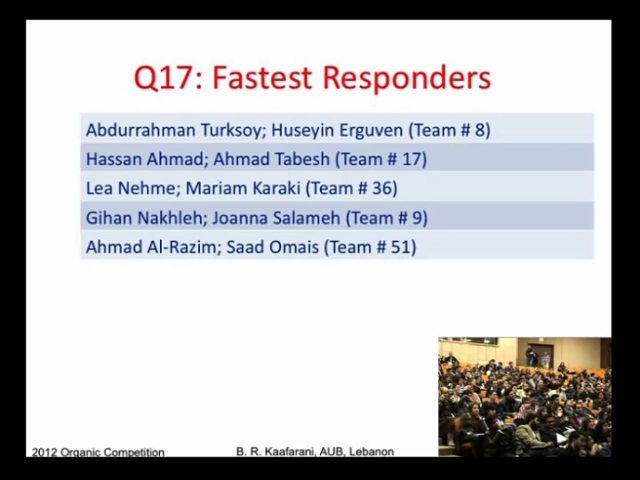 Q17: Fastest Responders
Abdurrahman Turksoy; Huseyin Erguven (Team # 8)
Hassan Ahmad; Ahmad Tabesh (Team # 17)
Lea Nehme; Mariam Karaki (Team # 36)
Gihan Nakhleh; Joanna Salameh (Team # 9)
Ahmad Al-Razim; Saad Omais (Team # 51)
2012 Organic Competition
B. R. Kaafarani, AUB, Lebanon